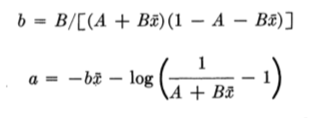 b = B/[(A + Bx̄)(1 − A − Bx̄)]
a = −bx̄ − log(1/(A + Bx̄) − 1)